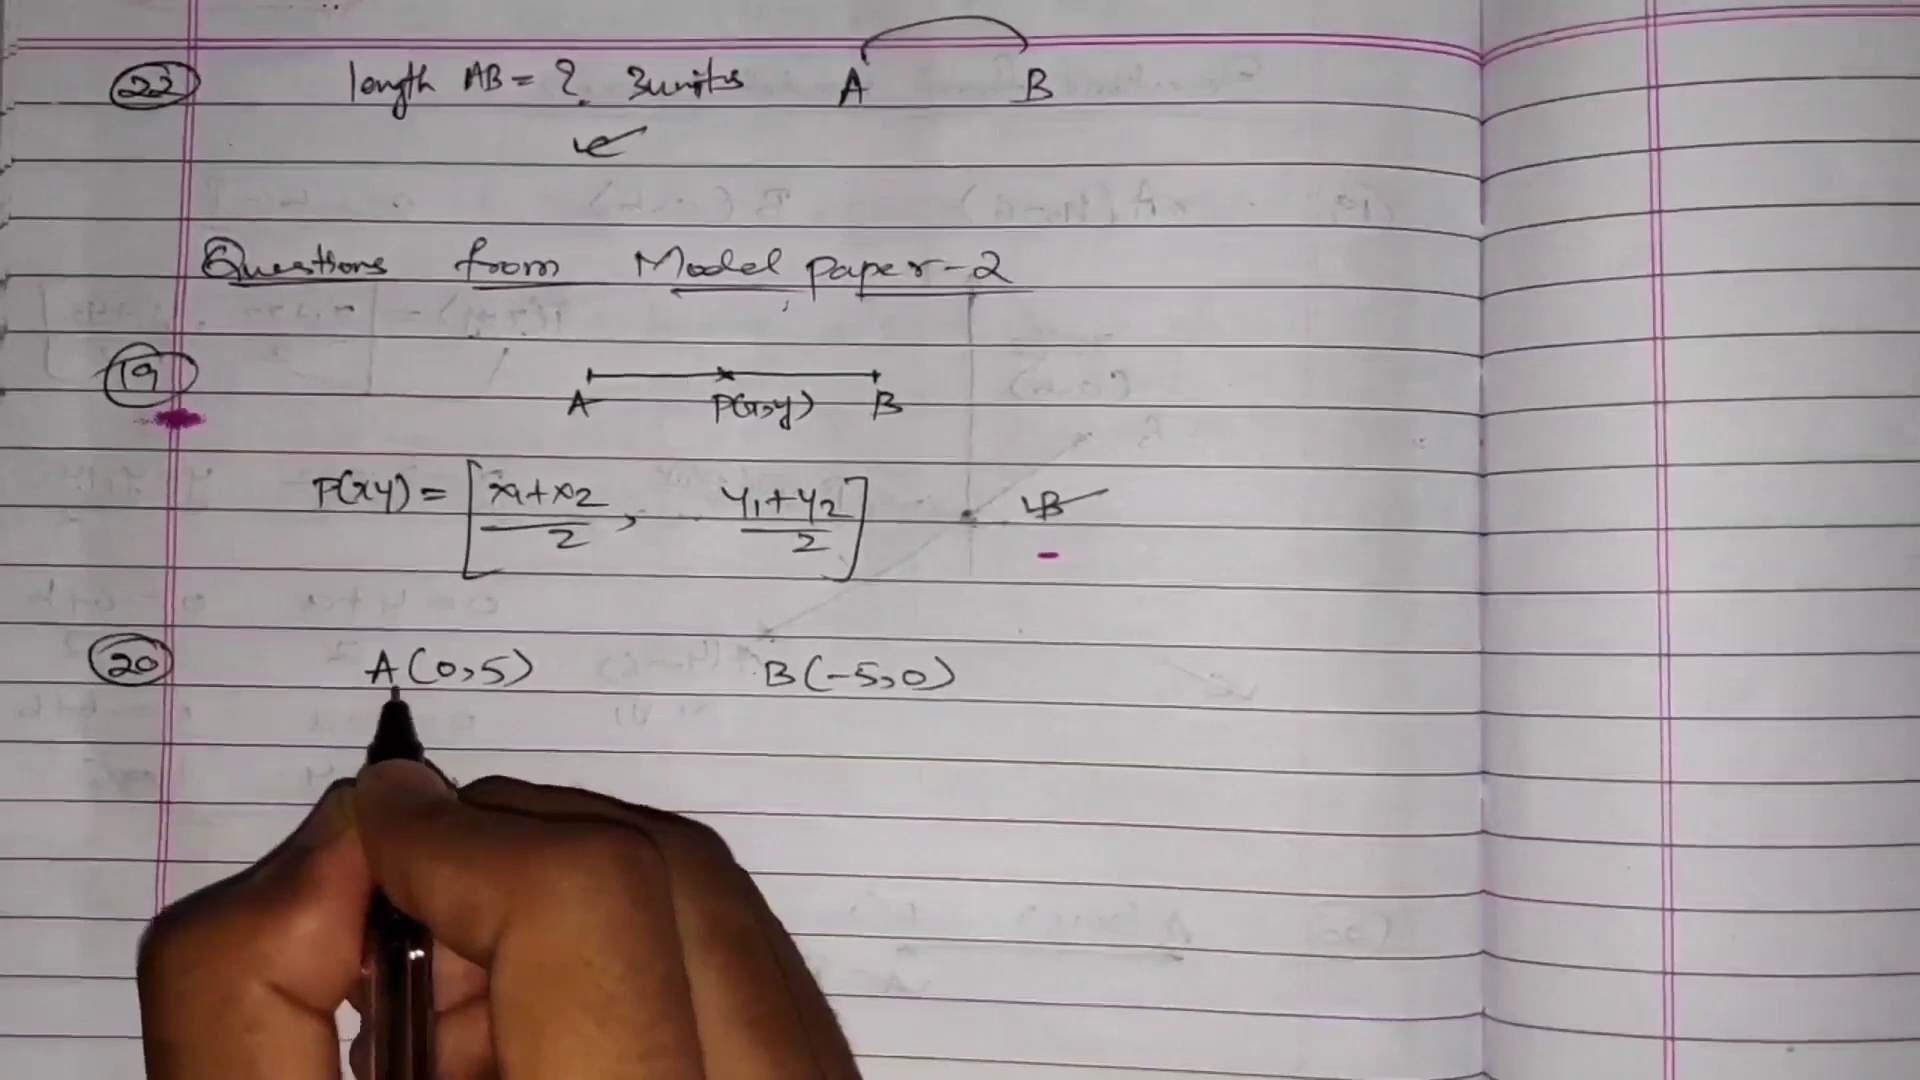 22 length AB = ? 3units A B
Questions from Model paper-2
19
A P(x,y) B
P(xy) = [x1+x2/2, y1+y2/2] B
20 A(0,5) B(-5,0)